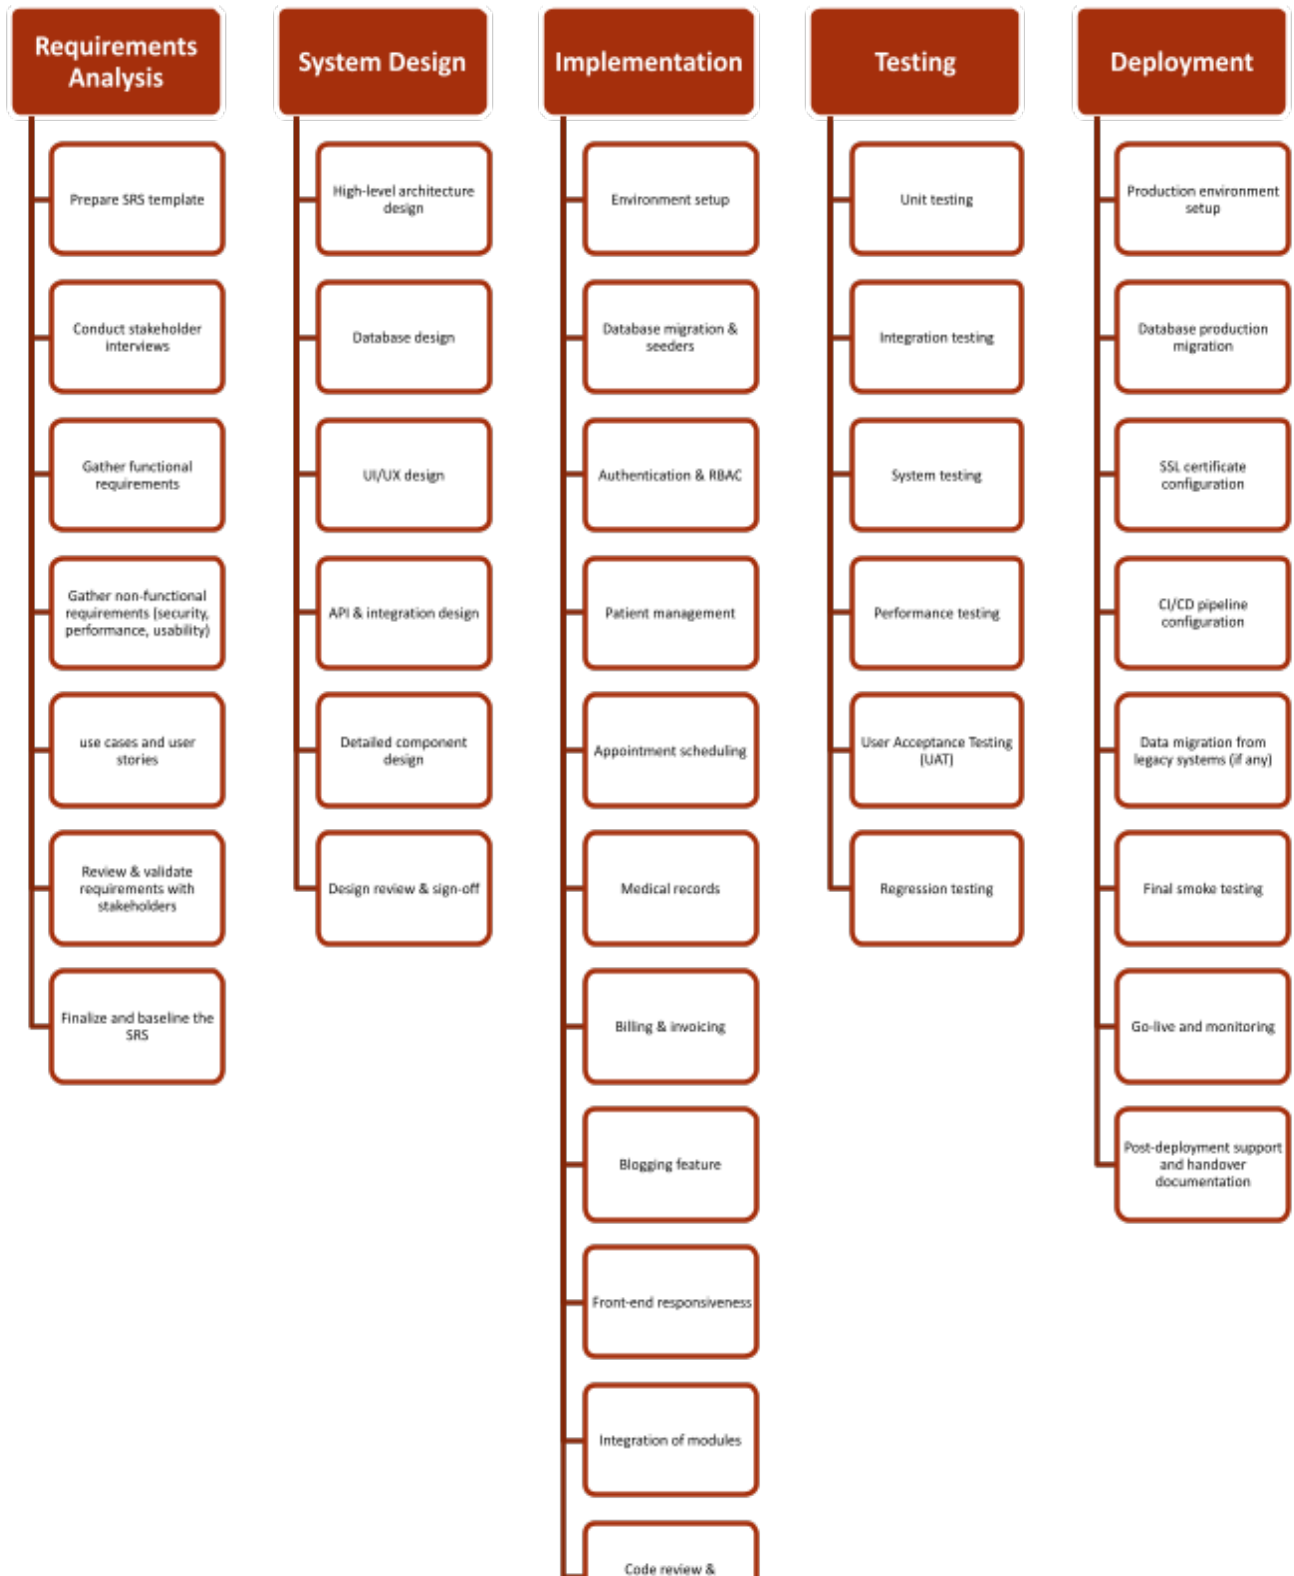 Requirements
Analysis
Prepare SRS template
Conduct stakeholder
interviews
Gather functional
requirements
Gather non-functional
requirements (security,
performance, usability)
use cases and user
stories
Review & validate
requirements with
stakeholders
Finalize and baseline the
SRS
System Design
High-level architecture
design
Database design
UI/UX design
API & integration design
Detailed component
design
Design review & sign-off
Implementation
Environment setup
Database migration &
seeders
Authentication & RBAC
Patient management
Appointment scheduling
Medical records
Billing & invoicing
Blogging feature
Front-end responsiveness
Integration of modules
Code review &
Testing
Unit testing
Integration testing
System testing
Performance testing
User Acceptance Testing
(UAT)
Regression testing
Deployment
Production environment
setup
Database production
migration
SSL certificate
configuration
CI/CD pipeline
configuration
Data migration from
legacy systems (if any)
Final smoke testing
Go-live and monitoring
Post-deployment support
and handover
documentation